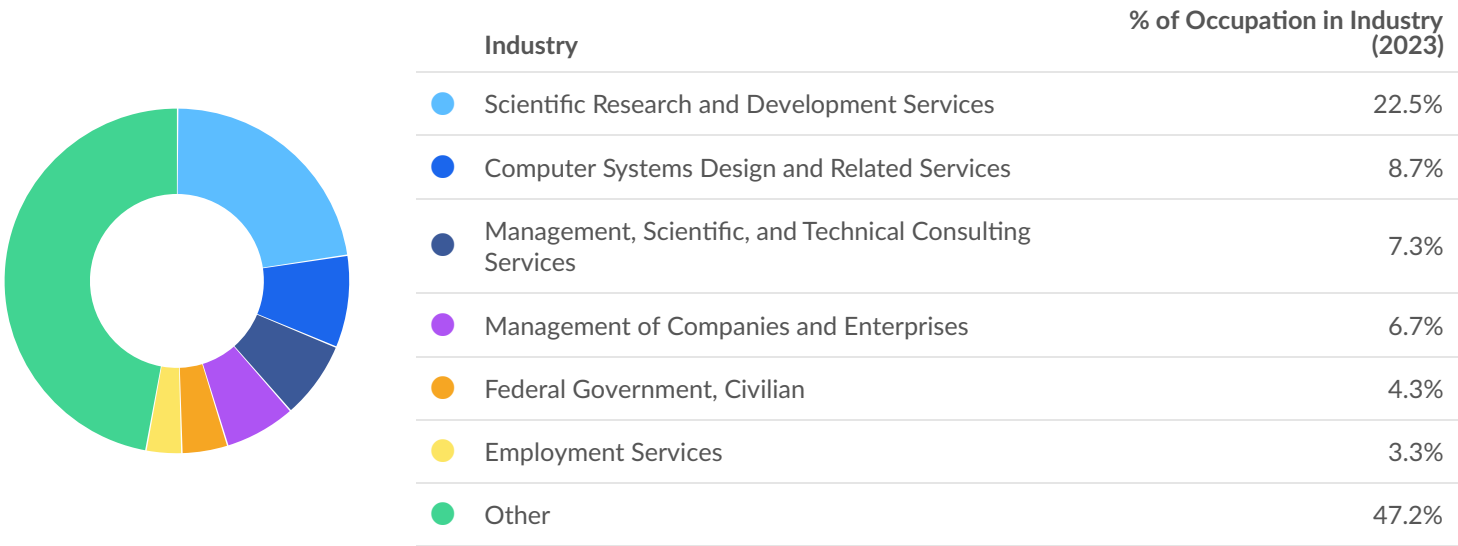 % of Occupation in Industry
Industry
(2023)
Scientific Research and Development Services 22.5%
Computer Systems Design and Related Services 8.7%
Management, Scientific, and Technical Consulting
Services
7.3%
Management of Companies and Enterprises 6.7%
Federal Government, Civilian 4.3%
Employment Services 3.3%
Other 47.2%